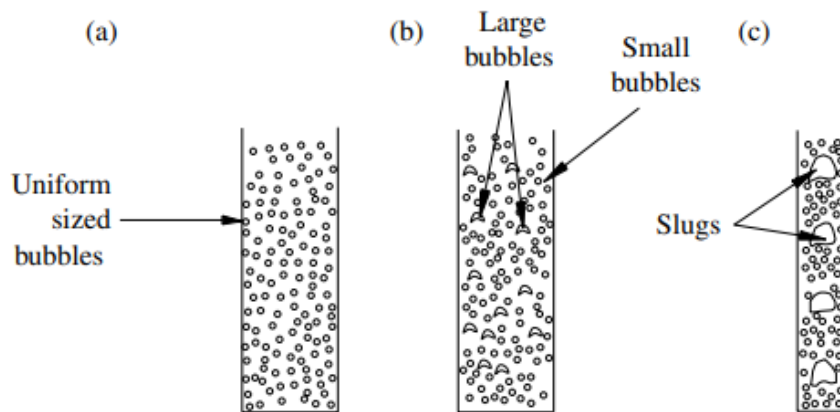 (a)
Uniform
sized
bubbles
(b)
Large
bubbles
Small
bubbles
(c)
Slugs